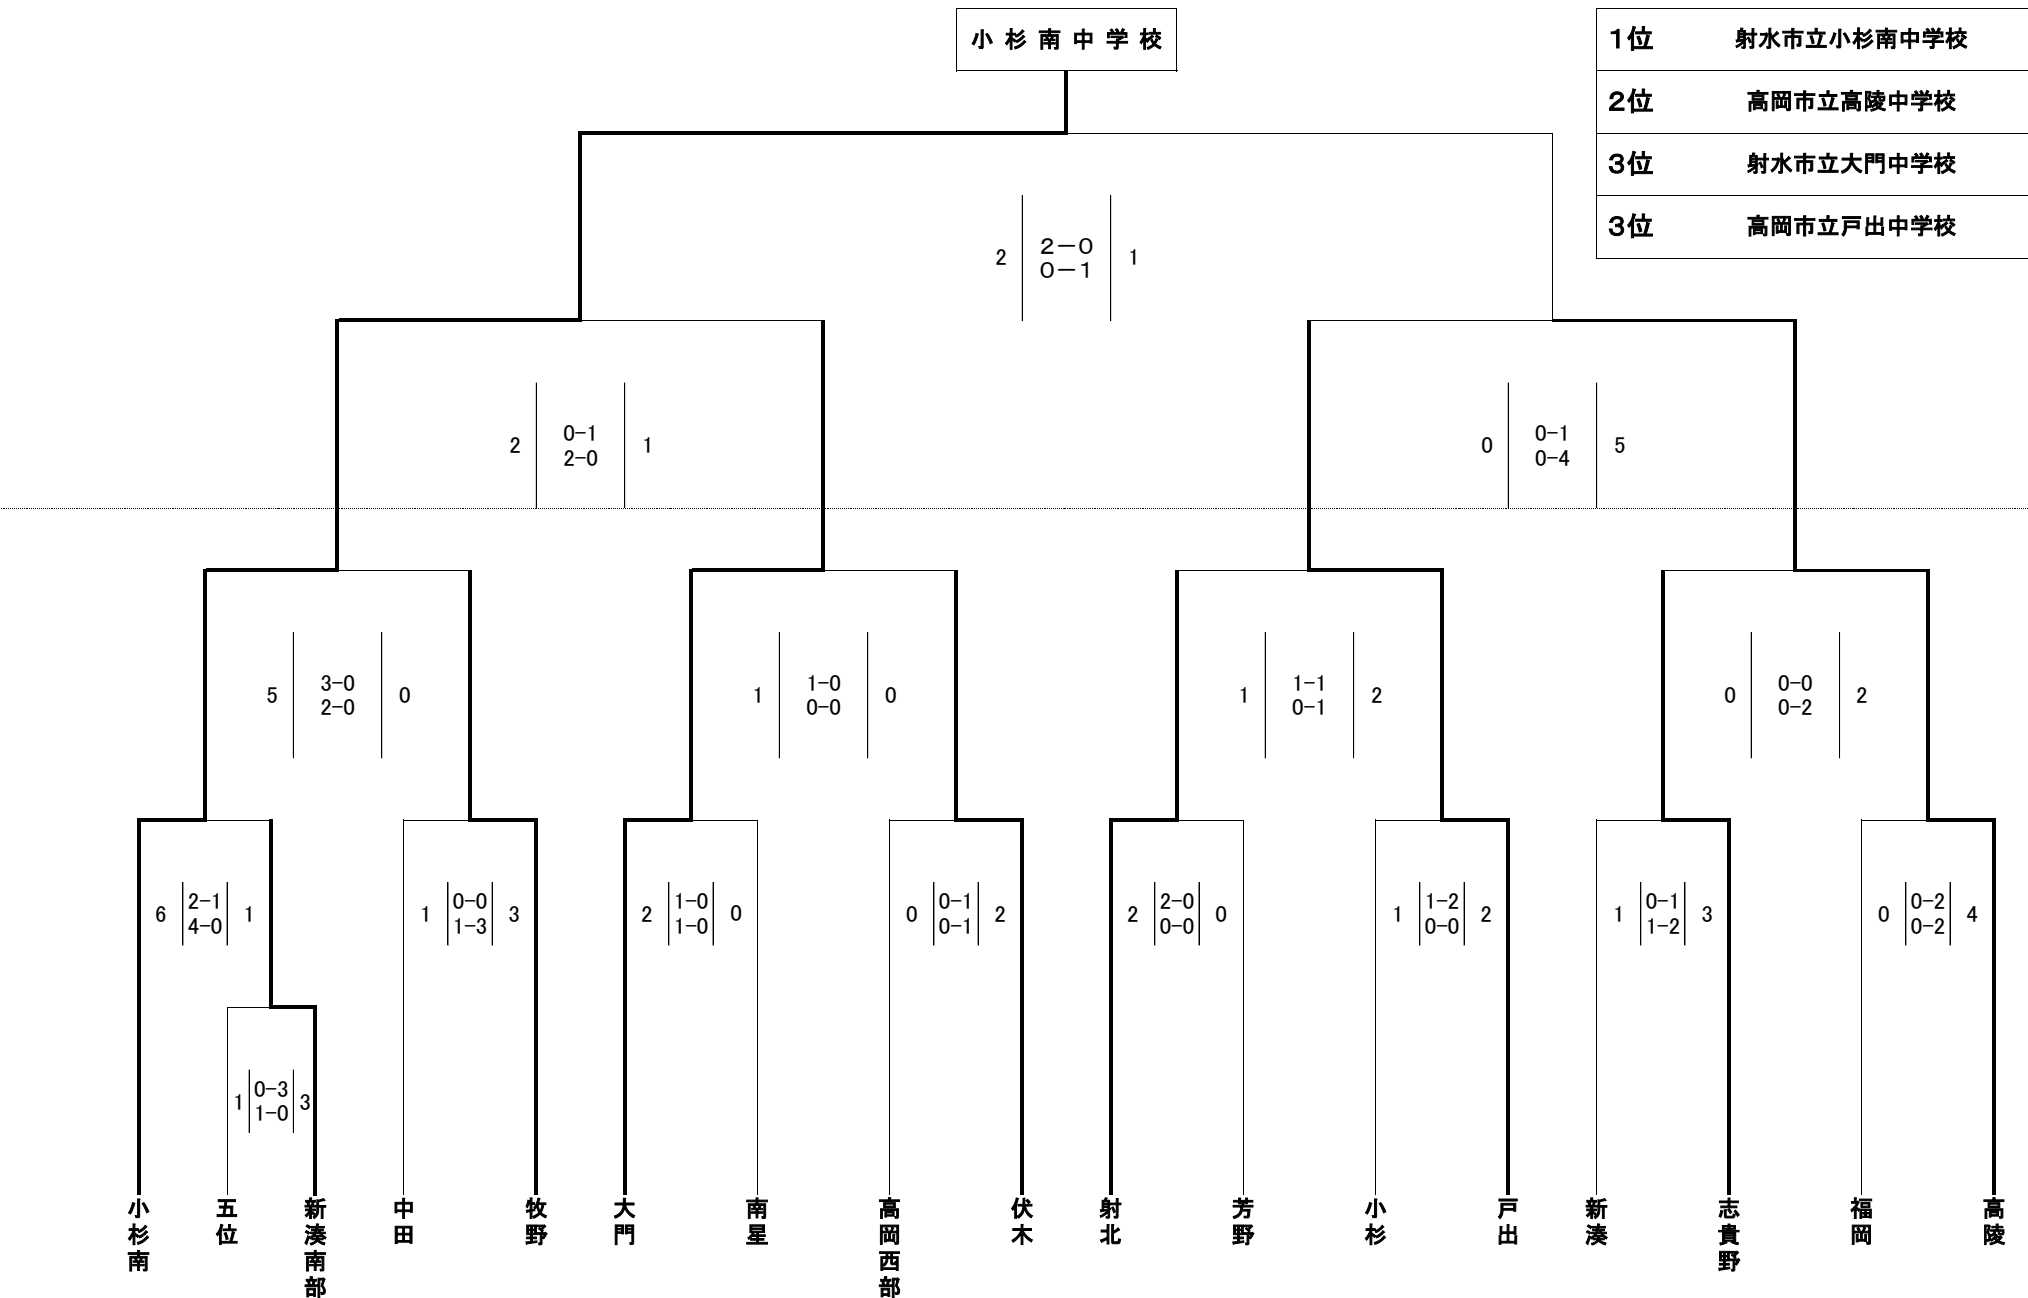 小杉南中学校
1位 射水市立小杉南中学校
2位 高岡市立高陵中学校
3位 射水市立大門中学校
3位 高岡市立戸出中学校
2 2－0 1
0－1
2 0-1 1
2-0
0 0-1 5
0-4
5 3-0 0
2-0
1 1-0 0
0-0
1 1-1 2
0-1
0 0-0 2
0-2
6 2-1 1
4-0
1 0-0 3
1-3
2 1-0 0
1-0
0 0-1 2
0-1
2 2-0 0
0-0
1 1-2 2
0-0
1 0-1 3
1-2
0 0-2 4
0-2
1 0-3 3
1-0
小杉南
五位
新湊南部
中田
牧野
大門
南星
高岡西部
伏木
射北
芳野
小杉
戸出
新湊
志貴野
福岡
高陵